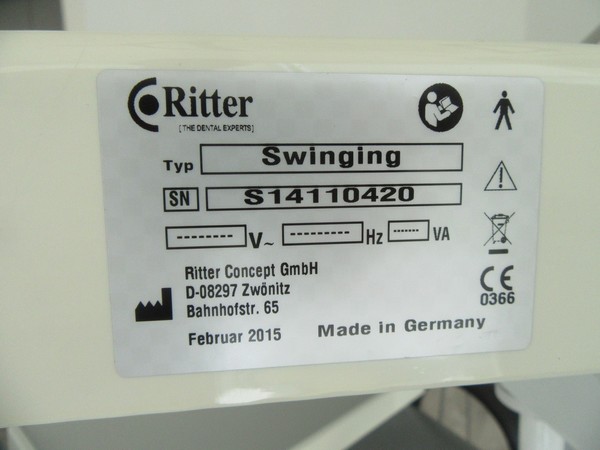 Ritter
[THE DENTAL EXPERTS]
Typ Swinging
SN S14110420
-------- V~ --------- Hz ------ VA
Ritter Concept GmbH
D-08297 Zwönitz
Bahnhofstr. 65
Februar 2015 Made in Germany
CE
0366